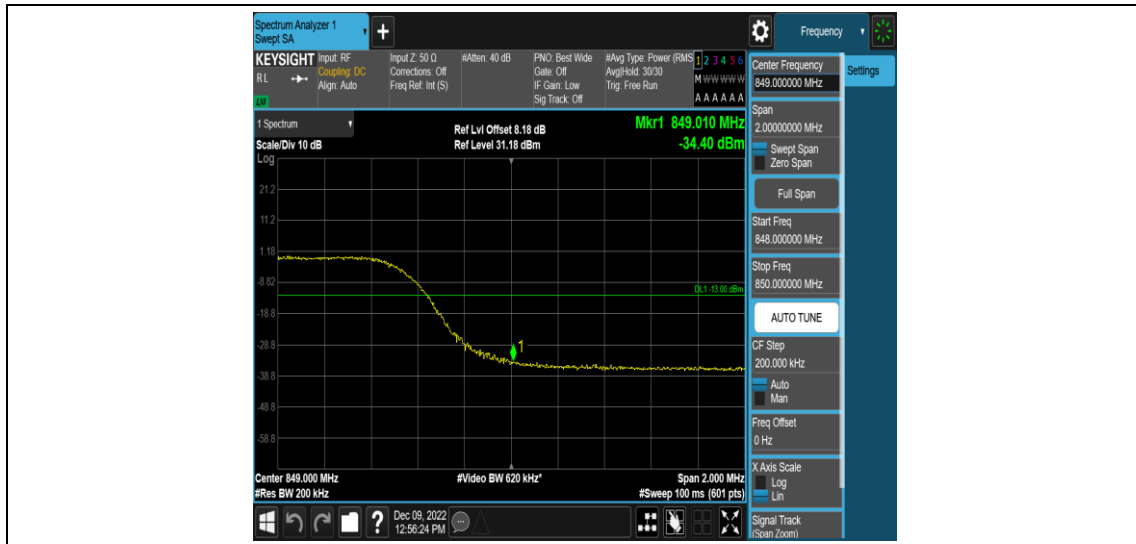 Spectrum Analyzer 1
Swept SA
+
Frequency
KEYSIGHT
RL
LXI
Input: RF
Coupling: DC
Align: Auto
Input Z: 50 Ω
Corrections: Off
Freq Ref: Int (S)
#Atten: 40 dB
PNO: Best Wide
Gate: Off
IF Gain: Low
Sig Track: Off
#Avg Type: Power (RMS
Avg|Hold: 30/30
Trig: Free Run
1 2 3 4 5 6
M W W W W W
A A A A A A
1 Spectrum
Scale/Div 10 dB
Log
Ref Lvl Offset 8.18 dB
Ref Level 31.18 dBm
Mkr1 849.010 MHz
-34.40 dBm
21.2
11.2
1.18
-8.82
-18.8
-28.8
-38.8
-48.8
-58.8
DL1 -13.00 dBm
1
Center 849.000 MHz
#Res BW 200 kHz
#Video BW 620 kHz*
Span 2.000 MHz
#Sweep 100 ms (601 pts)
Dec 09, 2022
12:56:24 PM
Center Frequency
849.000000 MHz
Settings
Span
2.00000000 MHz
Swept Span
Zero Span
Full Span
Start Freq
848.000000 MHz
Stop Freq
850.000000 MHz
AUTO TUNE
CF Step
200.000 kHz
Auto
Man
Freq Offset
0 Hz
X Axis Scale
Log
Lin
Signal Track
(Span Zoom)